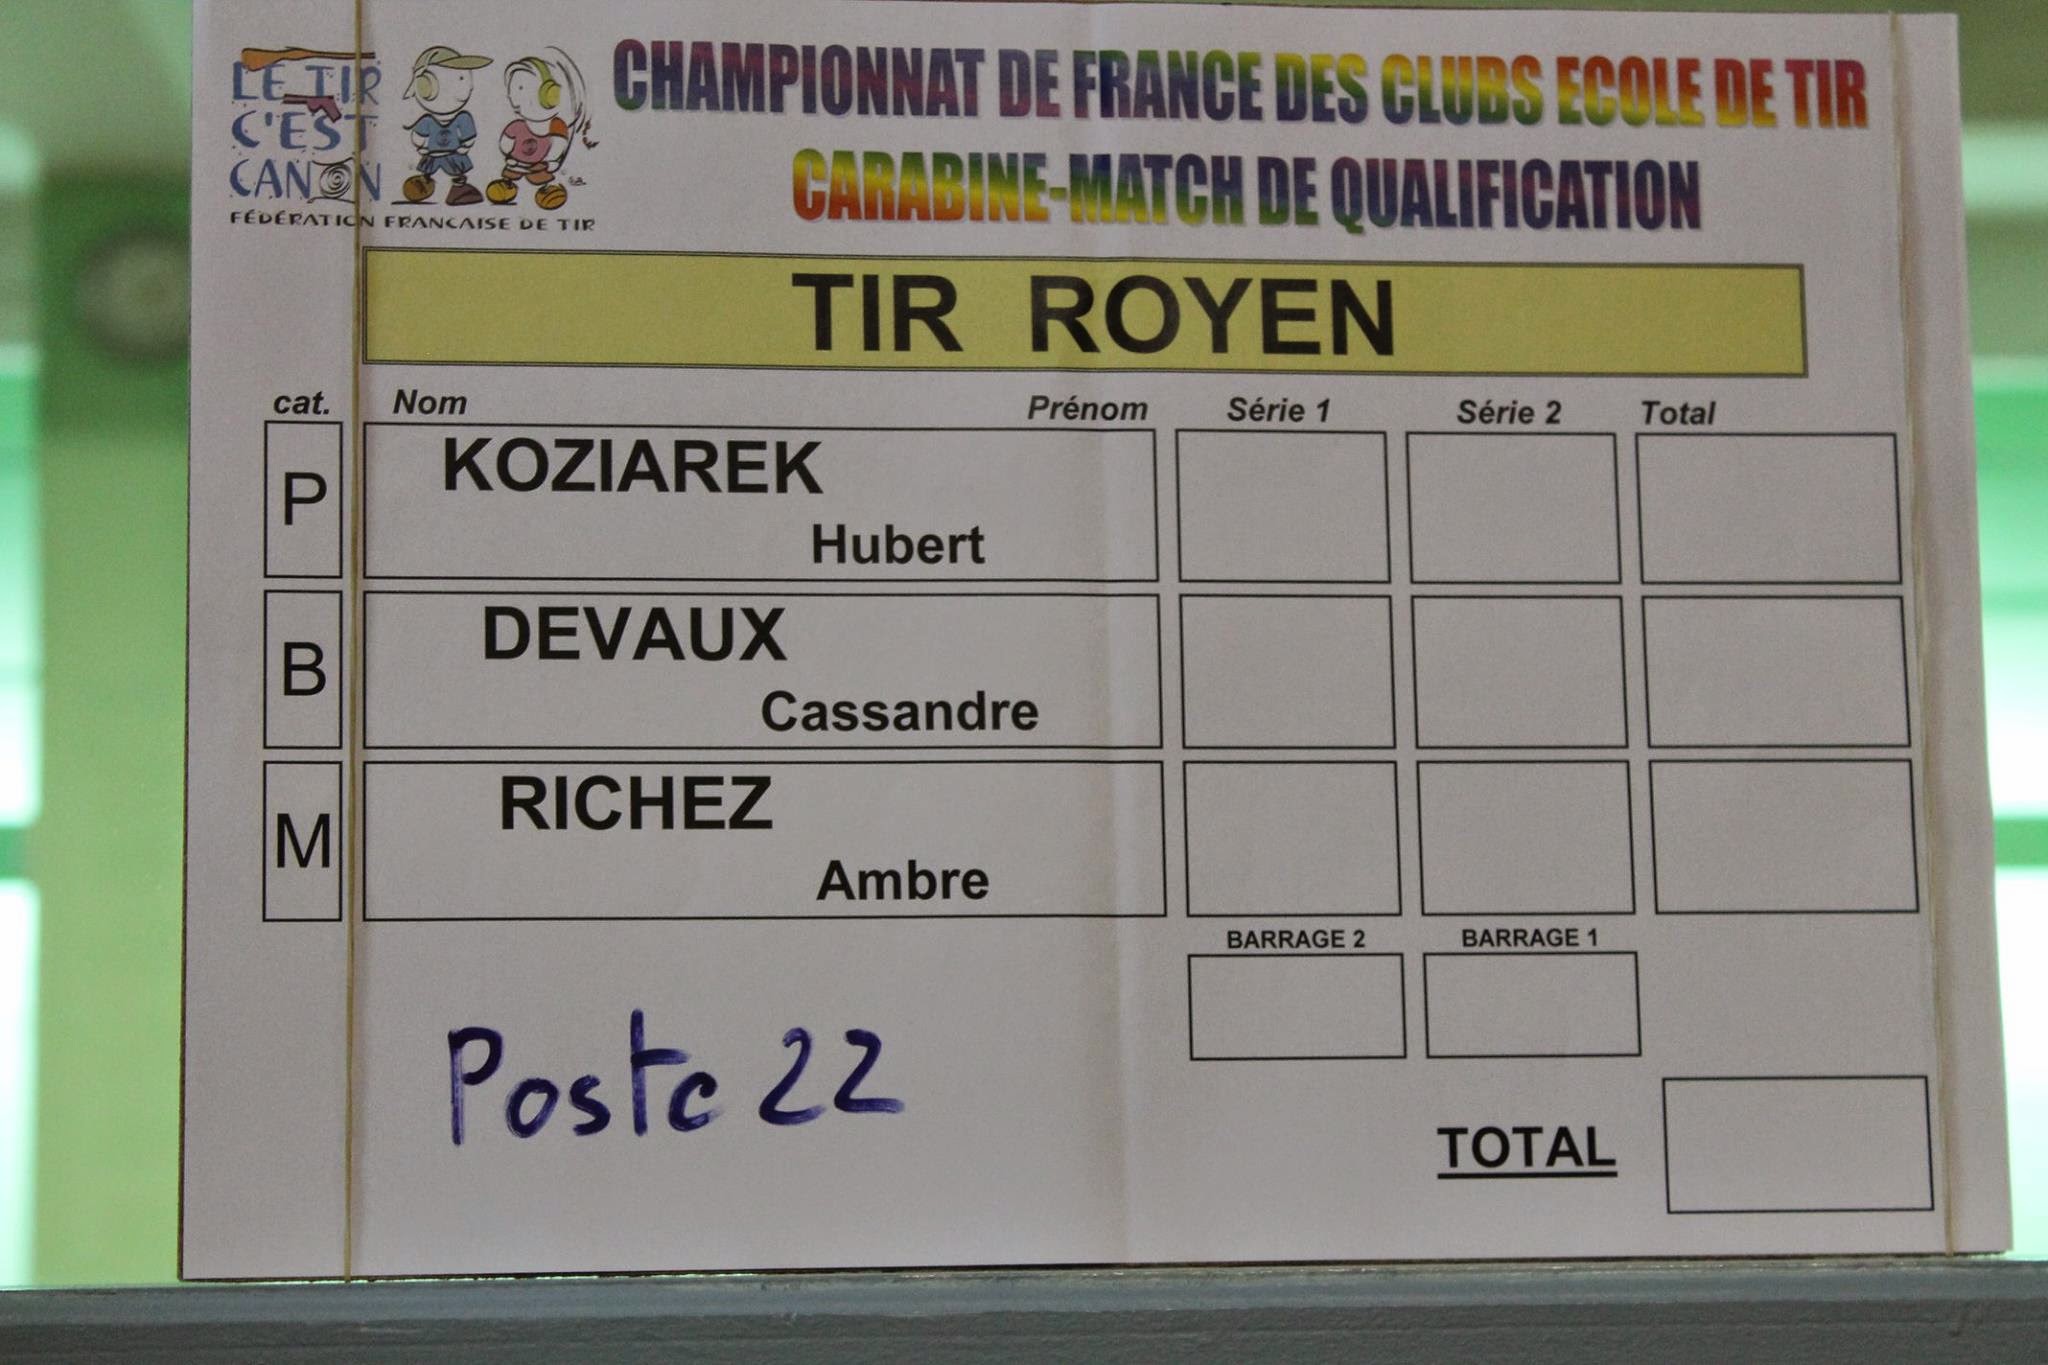 LE TIR
C'EST
CANON
FÉDÉRATION FRANCAISE DE TIR
CHAMPIONNAT DE FRANCE DES CLUBS ECOLE DE TIR
CARABINE-MATCH DE QUALIFICATION
TIR ROYEN
cat. Nom Prénom Série 1 Série 2 Total
P KOZIAREK
Hubert
B DEVAUX
Cassandre
M RICHEZ
Ambre
BARRAGE 2 BARRAGE 1
Poste 22
TOTAL